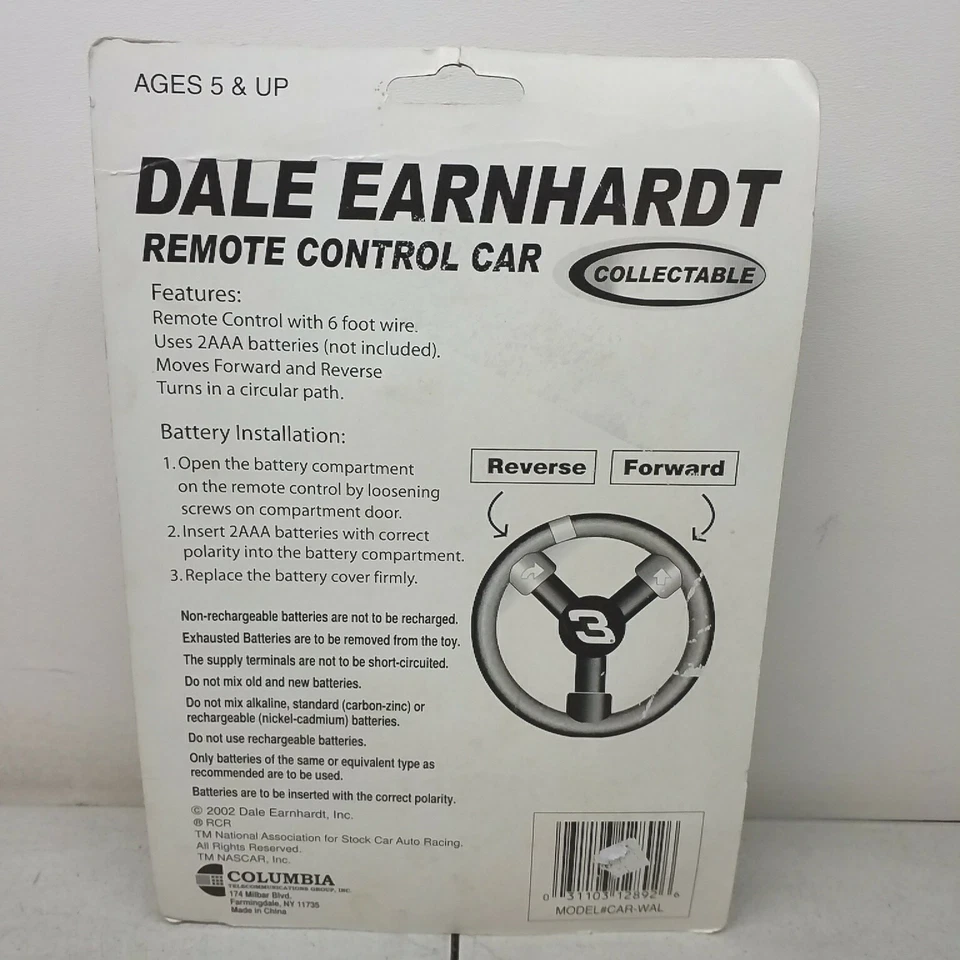 AGES 5 & UP
DALE EARNHARDT
REMOTE CONTROL CAR
COLLECTABLE
Features:
Remote Control with 6 foot wire.
Uses 2AAA batteries (not included).
Moves Forward and Reverse
Turns in a circular path.
Battery Installation:
1. Open the battery compartment
on the remote control by loosening
screws on compartment door.
2. Insert 2AAA batteries with correct
polarity into the battery compartment.
3. Replace the battery cover firmly.
Reverse
Forward
3
Non-rechargeable batteries are not to be recharged.
Exhausted Batteries are to be removed from the toy.
The supply terminals are not to be short-circuited.
Do not mix old and new batteries.
Do not mix alkaline, standard (carbon-zinc) or
rechargeable (nickel-cadmium) batteries.
Do not use rechargeable batteries.
Only batteries of the same or equivalent type as
recommended are to be used.
Batteries are to be inserted with the correct polarity.
© 2002 Dale Earnhardt, Inc.
® RCR
TM National Association for Stock Car Auto Racing.
All Rights Reserved.
TM NASCAR, Inc.
COLUMBIA
TELECOMMUNICATIONS GROUP, INC.
174 Milbar Blvd.
Farmingdale, NY 11735
Made in China
0 31103 12892 6
MODEL#CAR-WAL